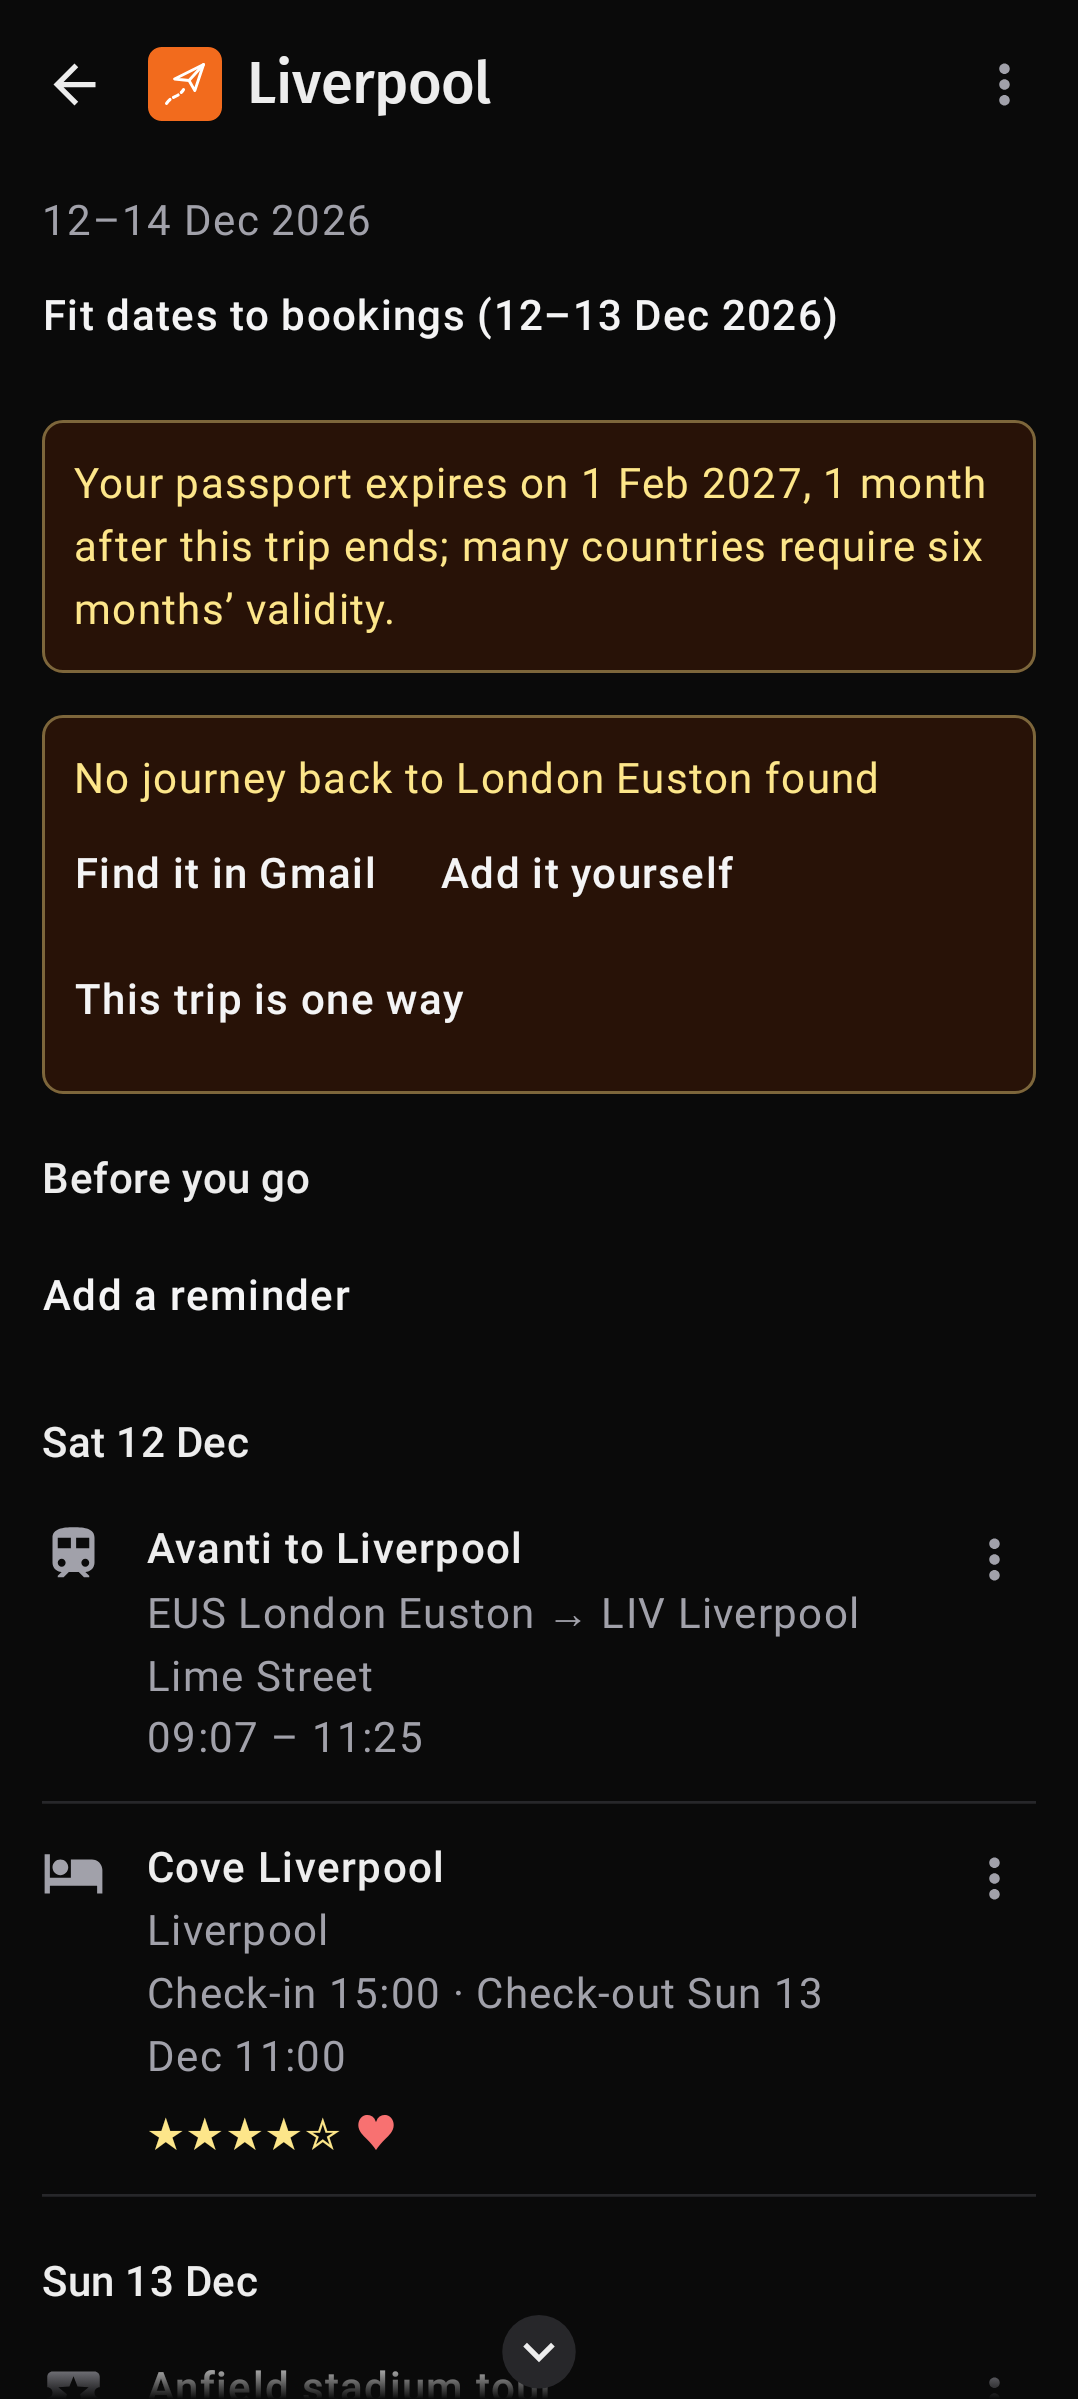 Liverpool
12–14 Dec 2026
Fit dates to bookings (12–13 Dec 2026)
Your passport expires on 1 Feb 2027, 1 month
after this trip ends; many countries require six
months’ validity.
No journey back to London Euston found
Find it in Gmail Add it yourself
This trip is one way
Before you go
Add a reminder
Sat 12 Dec
Avanti to Liverpool
EUS London Euston → LIV Liverpool
Lime Street
09:07 – 11:25
Cove Liverpool
Liverpool
Check-in 15:00 · Check-out Sun 13
Dec 11:00
★★★★☆ ♥
Sun 13 Dec
Anfield stadium tour